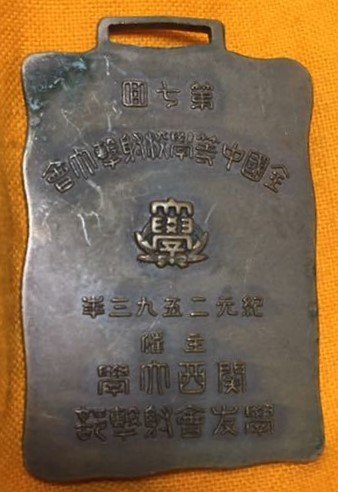 第七回
全國中等學校射擊大會
大學
紀元二五九三年
主催
關西大學
學友會射擊部